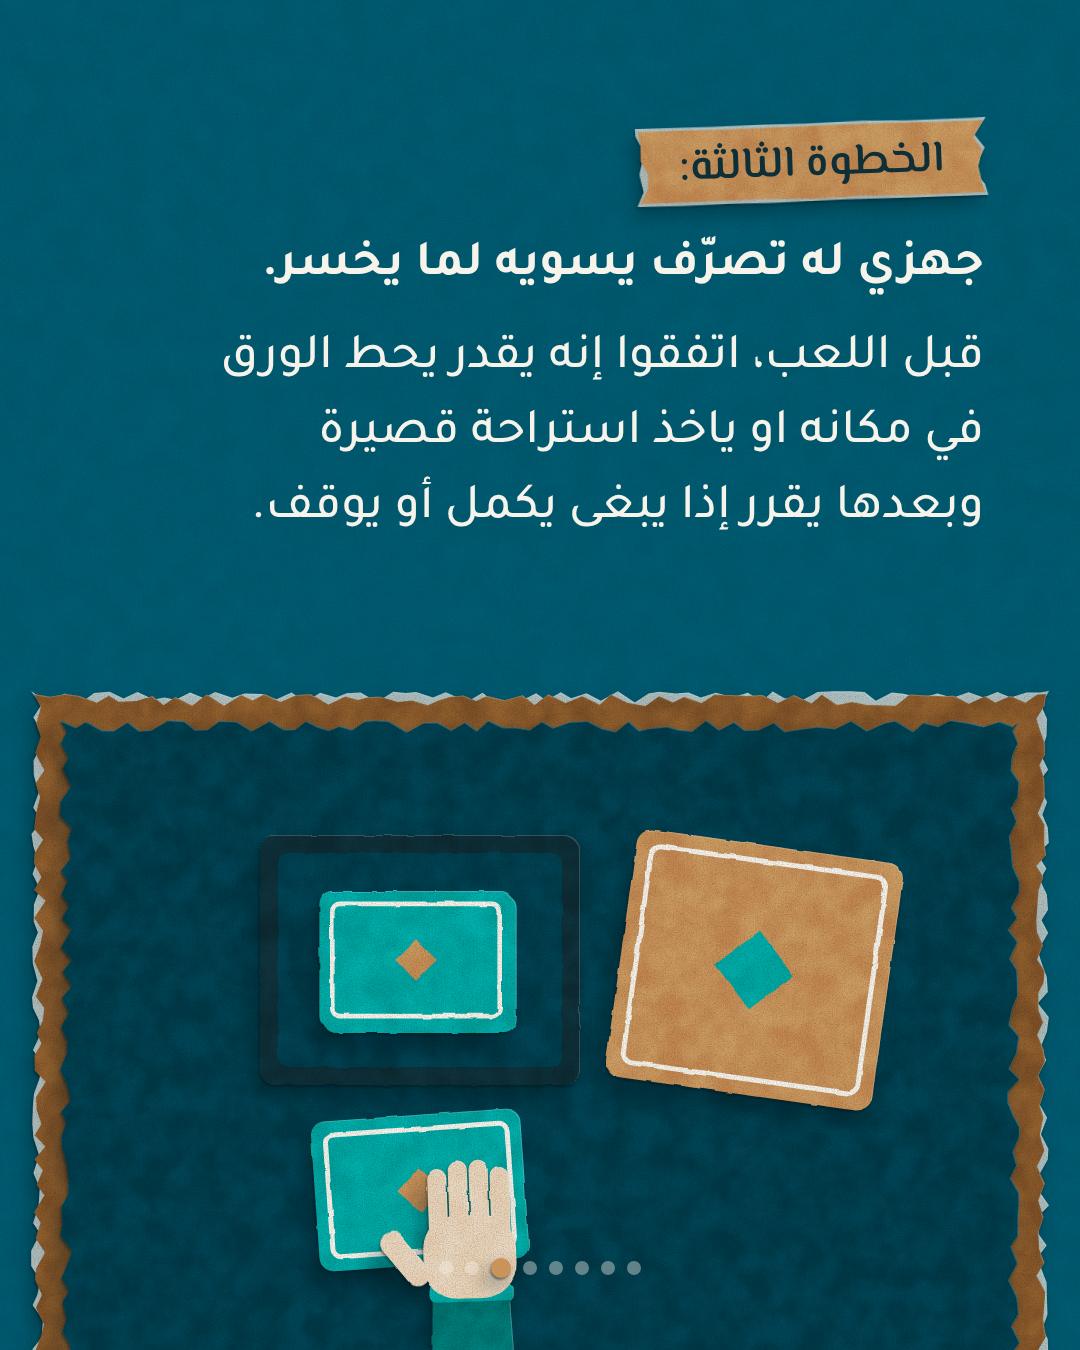 الخطوة الثالثة:
جهزي له تصرّف يسويه لما يخسر.
قبل اللعب، اتفقوا إنه يقدر يحط الورق
في مكانه او ياخذ استراحة قصيرة
وبعدها يقرر إذا يبغى يكمل أو يوقف.